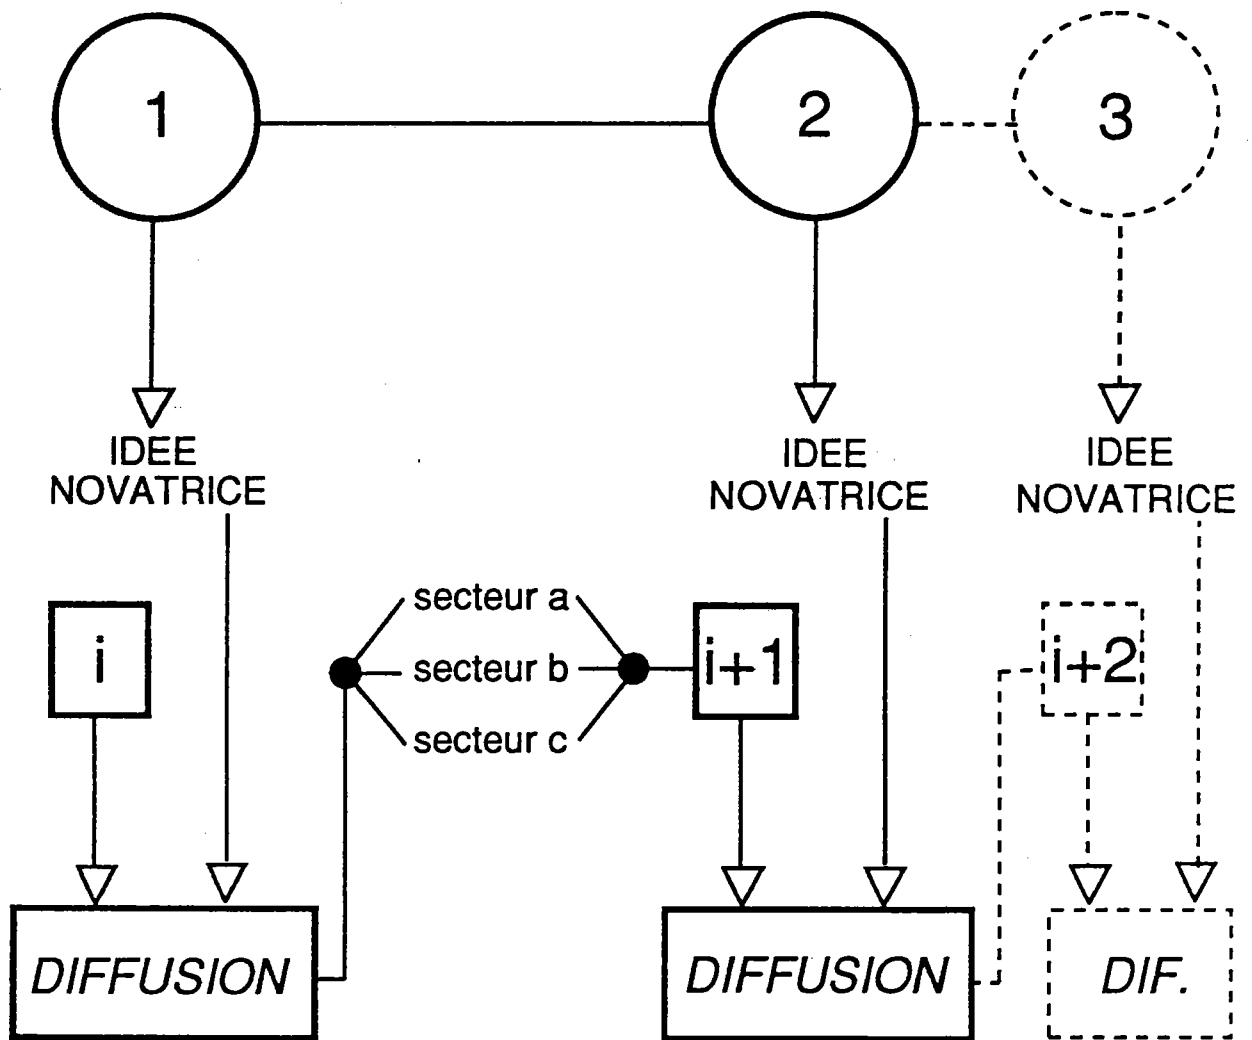 1
2
3
IDEE
NOVATRICE
IDEE
NOVATRICE
IDEE
NOVATRICE
i
secteur a
secteur b
secteur c
i+1
i+2
DIFFUSION
DIFFUSION
DIF.